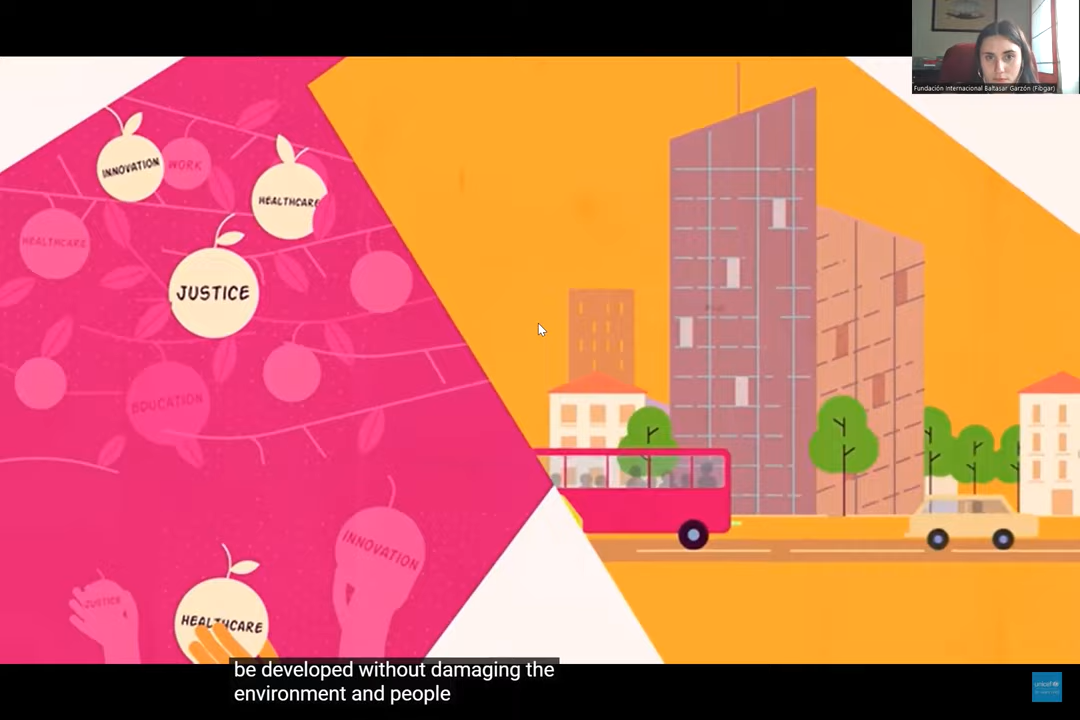 Fundación Internacional Baltasar Garzón (Fibgar)
INNOVATION
WORK
HEALTHCARE
HEALTHCARE
JUSTICE
EDUCATION
INNOVATION
JUSTICE
HEALTHCARE
be developed without damaging the
environment and people
unicef